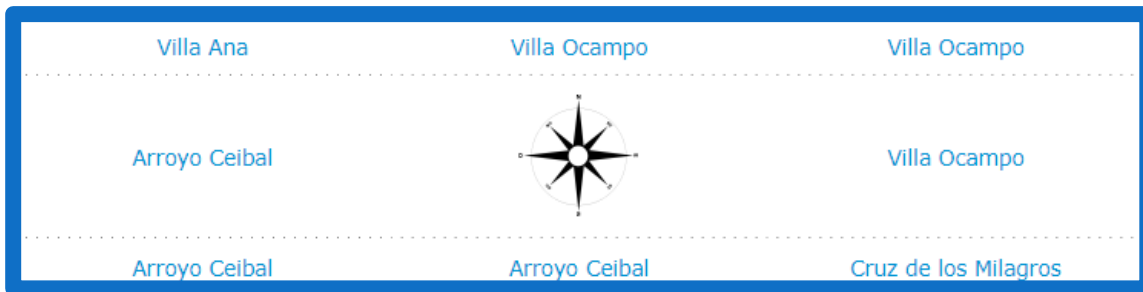 Villa Ana Villa Ocampo Villa Ocampo
N
Arroyo Ceibal Villa Ocampo
Arroyo Ceibal Arroyo Ceibal Cruz de los Milagros